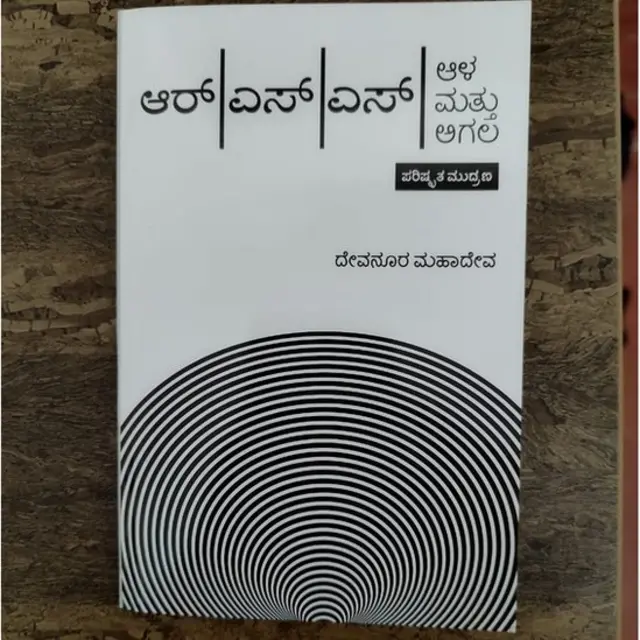 ಆರ್|ಎಸ್|ಎಸ್|
ಆಳ
ಮತ್ತು
ಅಗಲ
ಪರಿಷ್ಕೃತ ಮುದ್ರಣ
ದೇವನೂರ ಮಹಾದೇವ